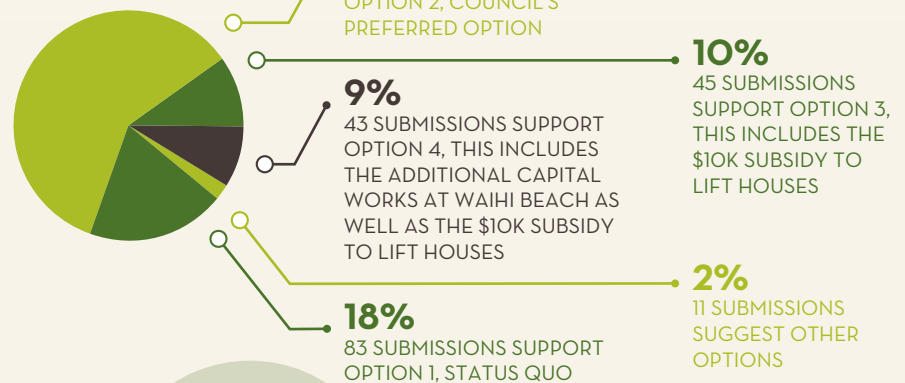 OPTION 2, COUNCIL'S
PREFERRED OPTION
10%
45 SUBMISSIONS
SUPPORT OPTION 3,
THIS INCLUDES THE
$10K SUBSIDY TO
LIFT HOUSES
9%
43 SUBMISSIONS SUPPORT
OPTION 4, THIS INCLUDES
THE ADDITIONAL CAPITAL
WORKS AT WAIHI BEACH AS
WELL AS THE $10K SUBSIDY
TO LIFT HOUSES
2%
11 SUBMISSIONS
SUGGEST OTHER
OPTIONS
18%
83 SUBMISSIONS SUPPORT
OPTION 1, STATUS QUO